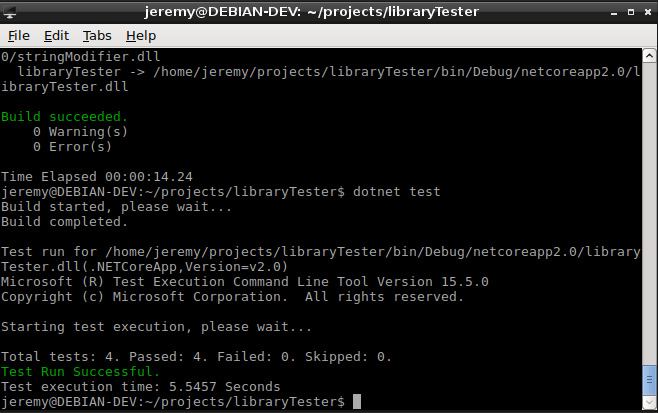 jeremy@DEBIAN-DEV: ~/projects/libraryTester
File Edit Tabs Help
0/stringModifier.dll
  libraryTester -> /home/jeremy/projects/libraryTester/bin/Debug/netcoreapp2.0/l
ibraryTester.dll
Build succeeded.
    0 Warning(s)
    0 Error(s)
Time Elapsed 00:00:14.24
jeremy@DEBIAN-DEV:~/projects/libraryTester$ dotnet test
Build started, please wait...
Build completed.
Test run for /home/jeremy/projects/libraryTester/bin/Debug/netcoreapp2.0/library
Tester.dll(.NETCoreApp,Version=v2.0)
Microsoft (R) Test Execution Command Line Tool Version 15.5.0
Copyright (c) Microsoft Corporation.  All rights reserved.
Starting test execution, please wait...
Total tests: 4. Passed: 4. Failed: 0. Skipped: 0.
Test Run Successful.
Test execution time: 5.5457 Seconds
jeremy@DEBIAN-DEV:~/projects/libraryTester$